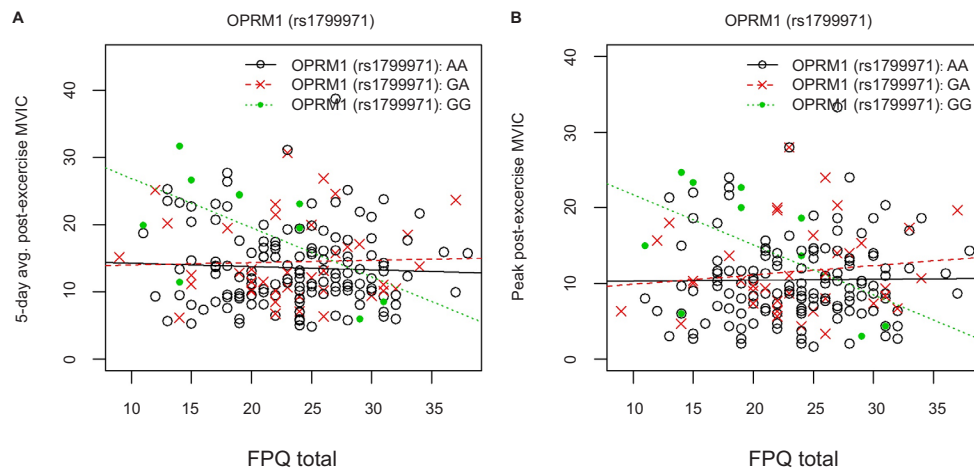 A
OPRM1 (rs1799971)
OPRM1 (rs1799971): AA
OPRM1 (rs1799971): GA
OPRM1 (rs1799971): GG
5-day avg. post-excercise MVIC
0 10 20 30 40
10 15 20 25 30 35
FPQ total
B
OPRM1 (rs1799971)
OPRM1 (rs1799971): AA
OPRM1 (rs1799971): GA
OPRM1 (rs1799971): GG
Peak post-excercise MVIC
0 10 20 30 40
10 15 20 25 30 35
FPQ total